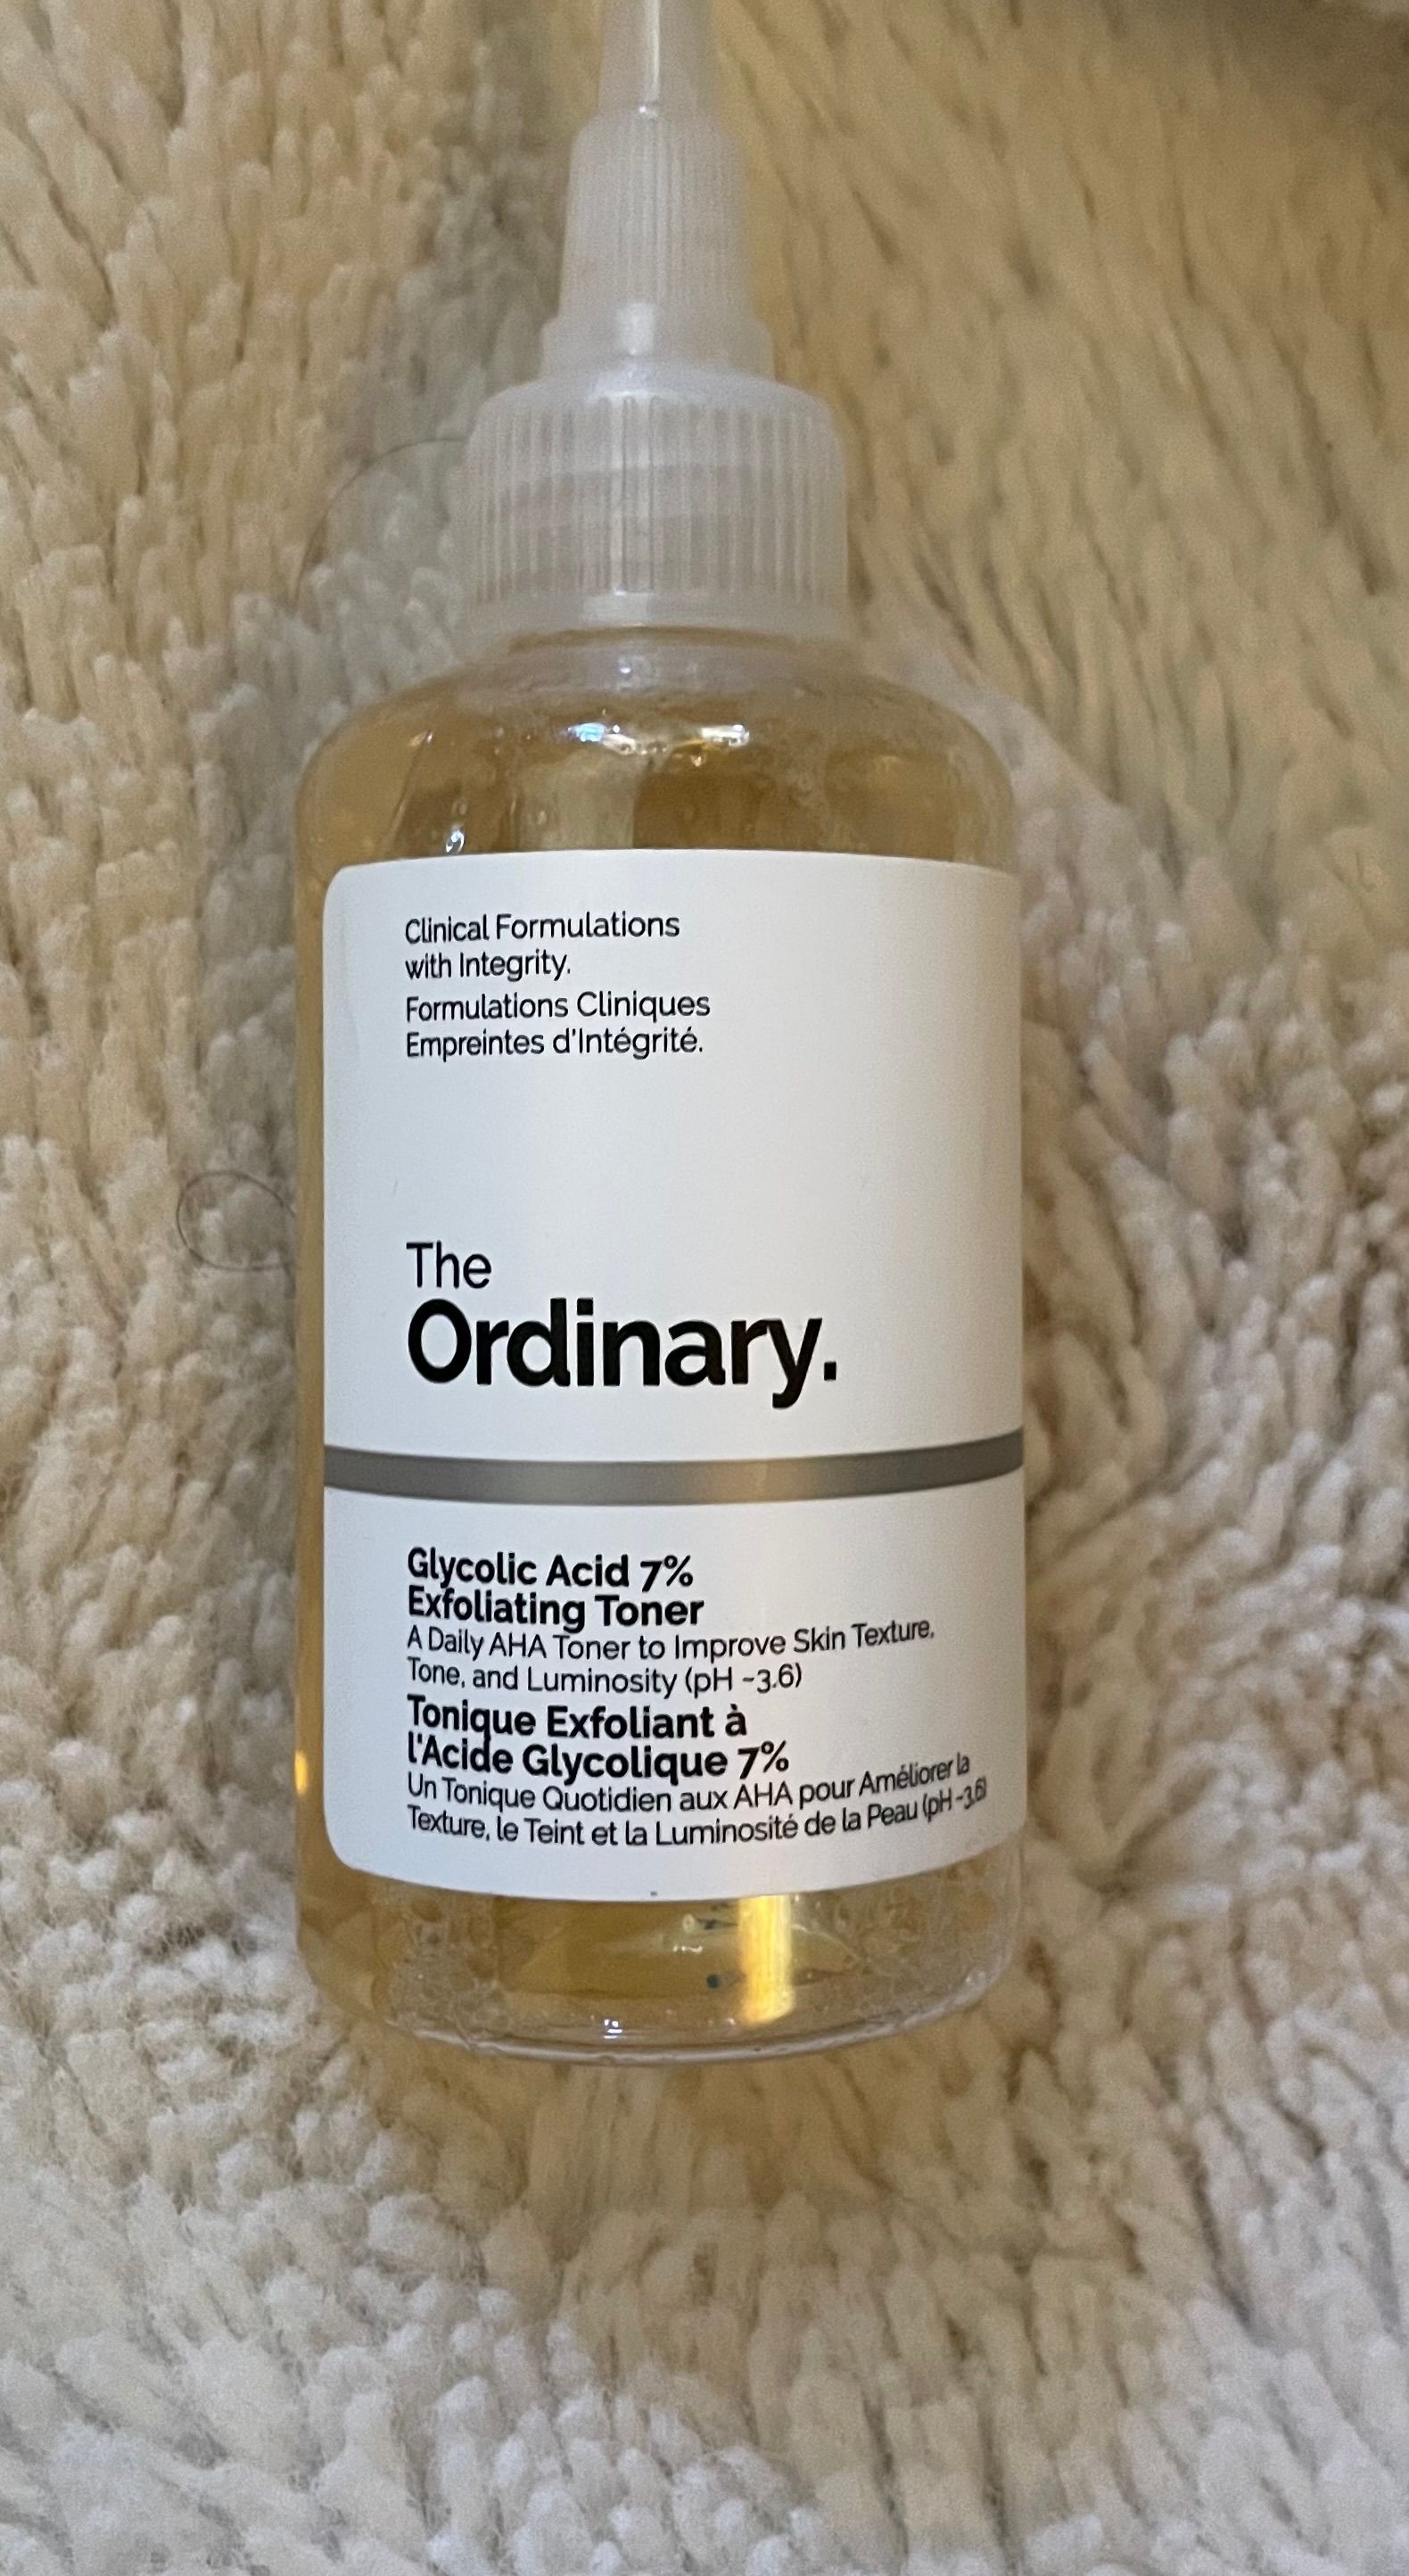 Clinical Formulations
with Integrity.
Formulations Cliniques
Empreintes d'Intégrité.
The
Ordinary.
Glycolic Acid 7%
Exfoliating Toner
A Daily AHA Toner to Improve Skin Texture,
Tone, and Luminosity (pH ~3.6)
Tonique Exfoliant à
l'Acide Glycolique 7%
Un Tonique Quotidien aux AHA pour Améliorer la
Texture, le Teint et la Luminosité de la Peau (pH ~3.6)